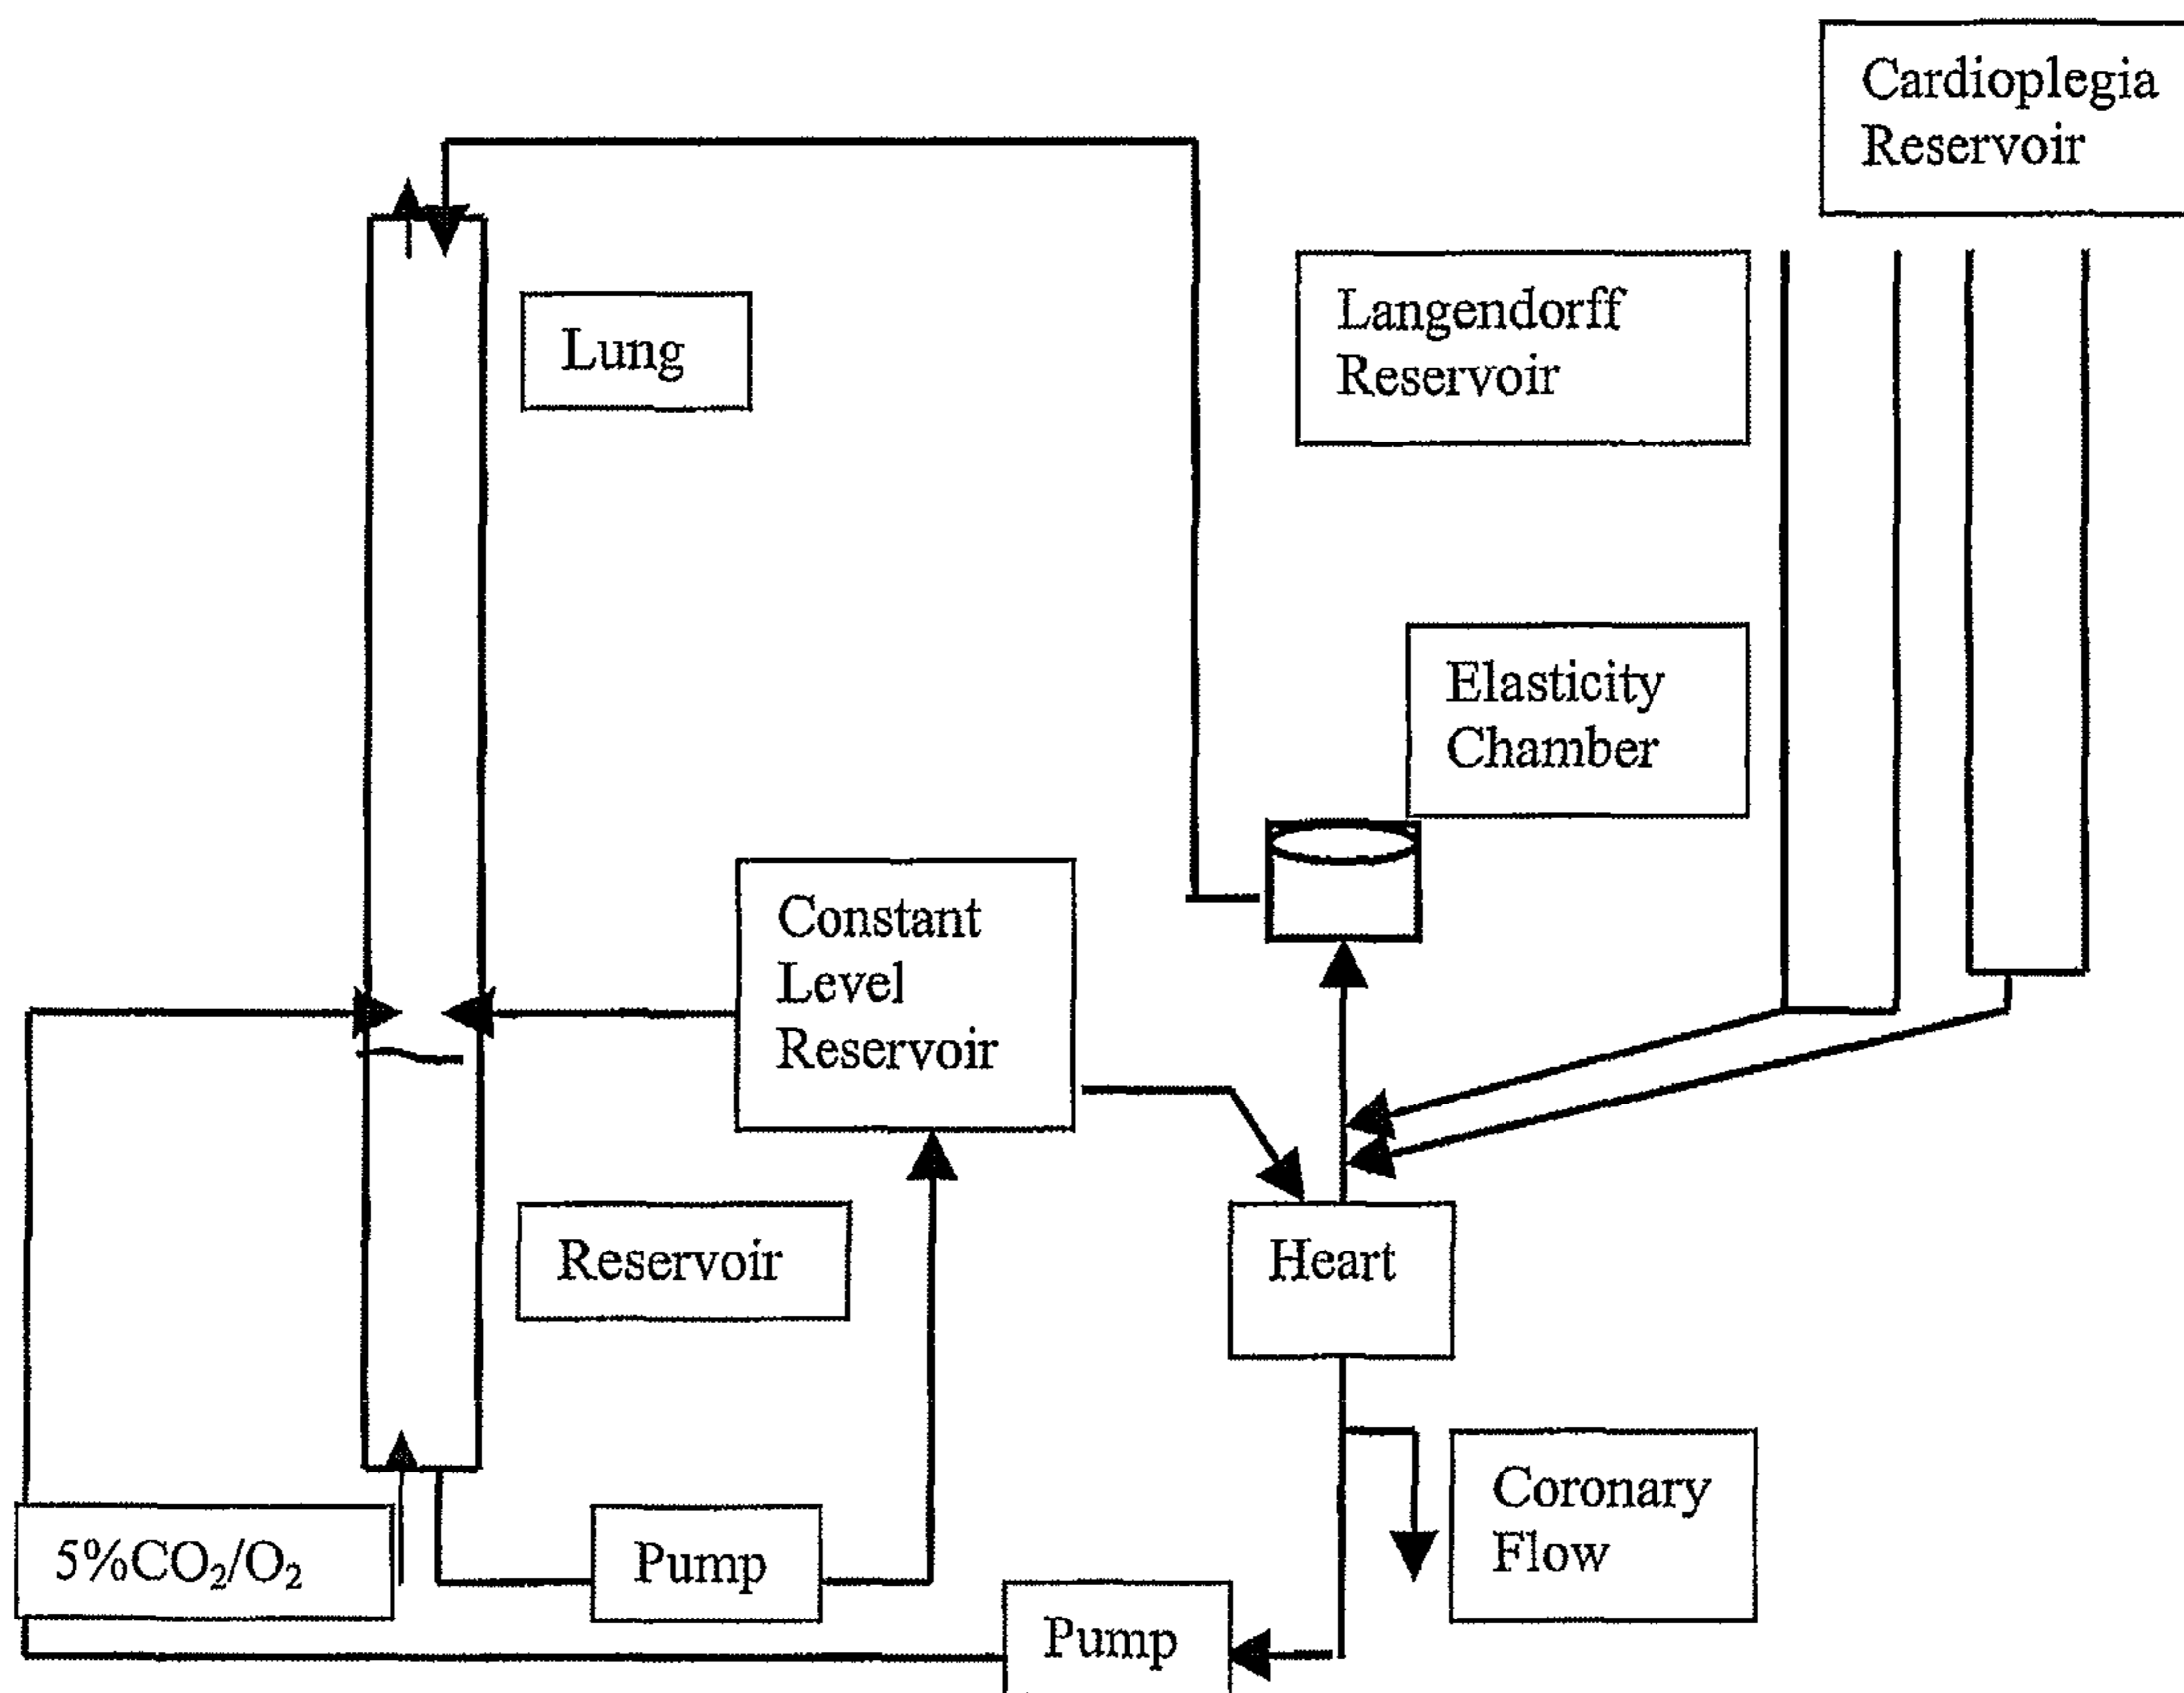 Cardioplegia
Reservoir
Lung
Langendorff
Reservoir
Elasticity
Chamber
Constant
Level
Reservoir
Reservoir
Heart
5%CO₂/O₂
Pump
Coronary
Flow
Pump